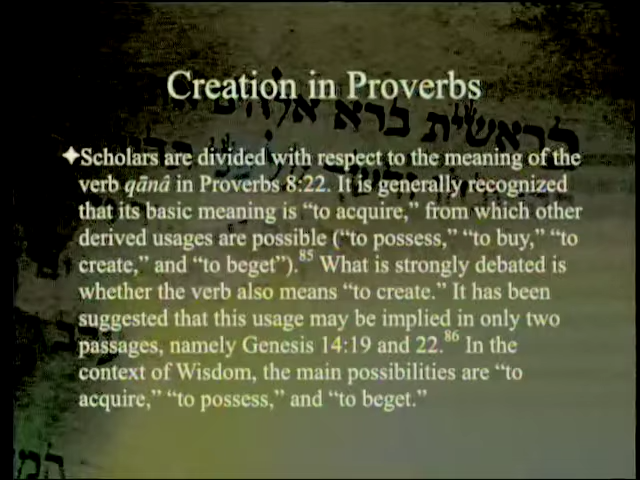 Creation in Proverbs
בראשית ברא אלהים
✦Scholars are divided with respect to the meaning of the
verb qānâ in Proverbs 8:22. It is generally recognized
that its basic meaning is “to acquire,” from which other
derived usages are possible (“to possess,” “to buy,” “to
create,” and “to beget”).85 What is strongly debated is
whether the verb also means “to create.” It has been
suggested that this usage may be implied in only two
passages, namely Genesis 14:19 and 22.86 In the
context of Wisdom, the main possibilities are “to
acquire,” “to possess,” and “to beget.”